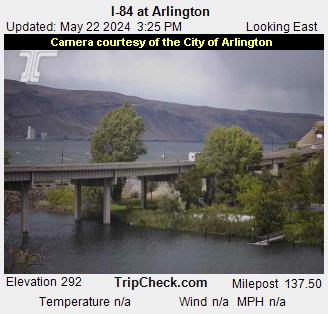 I-84 at Arlington
Updated: May 22 2024 3:25 PM Looking East
Camera courtesy of the City of Arlington
Elevation 292 TripCheck.com Milepost 137.50
Temperature n/a Wind n/a MPH n/a